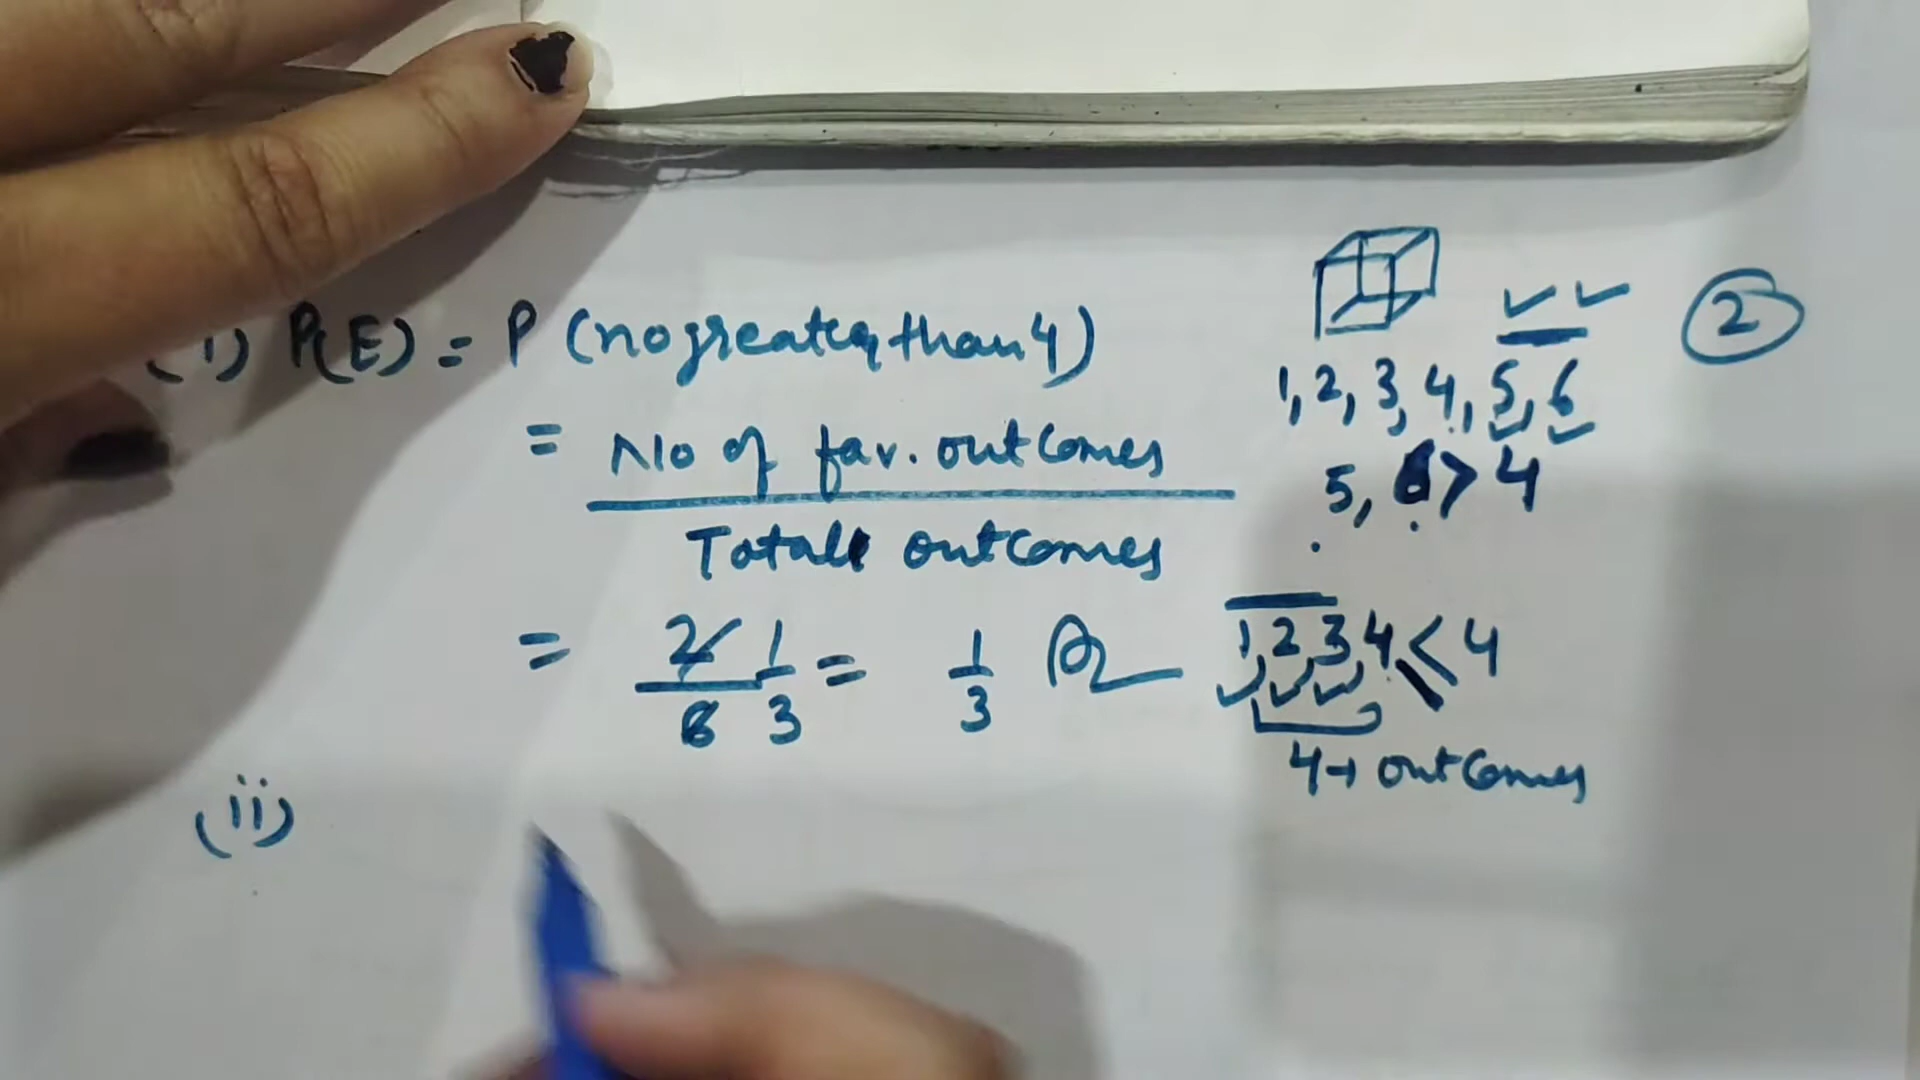 (i) P(E) = P (no greater than 4)
= No of fav. outcomes
Total outcomes
= 2/6 1/3 = 1/3
(ii)
2
1, 2, 3, 4, 5, 6
5, 6 > 4
1, 2, 3, 4 < 4
4 → outcomes